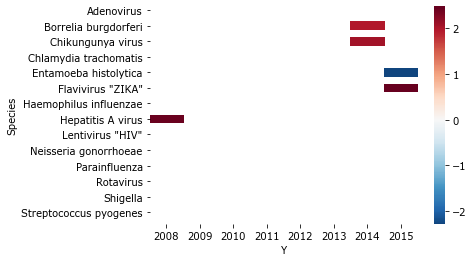 Adenovirus
Borrelia burgdorferi
Chikungunya virus
Chlamydia trachomatis
Entamoeba histolytica
Flavivirus "ZIKA"
Haemophilus influenzae
Hepatitis A virus
Lentivirus "HIV"
Neisseria gonorrhoeae
Parainfluenza
Rotavirus
Shigella
Streptococcus pyogenes
Species
2008 2009 2010 2011 2012 2013 2014 2015
Y
2
1
0
−1
−2